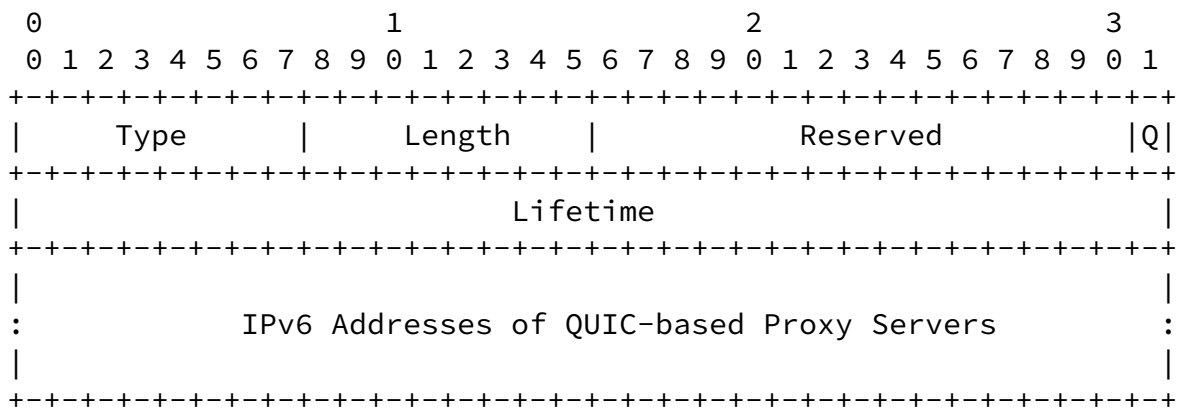 0                   1                   2                   3
 0 1 2 3 4 5 6 7 8 9 0 1 2 3 4 5 6 7 8 9 0 1 2 3 4 5 6 7 8 9 0 1
+-+-+-+-+-+-+-+-+-+-+-+-+-+-+-+-+-+-+-+-+-+-+-+-+-+-+-+-+-+-+-+-+
|     Type      |     Length    |           Reserved          |Q|
+-+-+-+-+-+-+-+-+-+-+-+-+-+-+-+-+-+-+-+-+-+-+-+-+-+-+-+-+-+-+-+-+
|                           Lifetime                            |
+-+-+-+-+-+-+-+-+-+-+-+-+-+-+-+-+-+-+-+-+-+-+-+-+-+-+-+-+-+-+-+-+
|                                                               |
:            IPv6 Addresses of QUIC-based Proxy Servers         :
|                                                               |
+-+-+-+-+-+-+-+-+-+-+-+-+-+-+-+-+-+-+-+-+-+-+-+-+-+-+-+-+-+-+-+-+